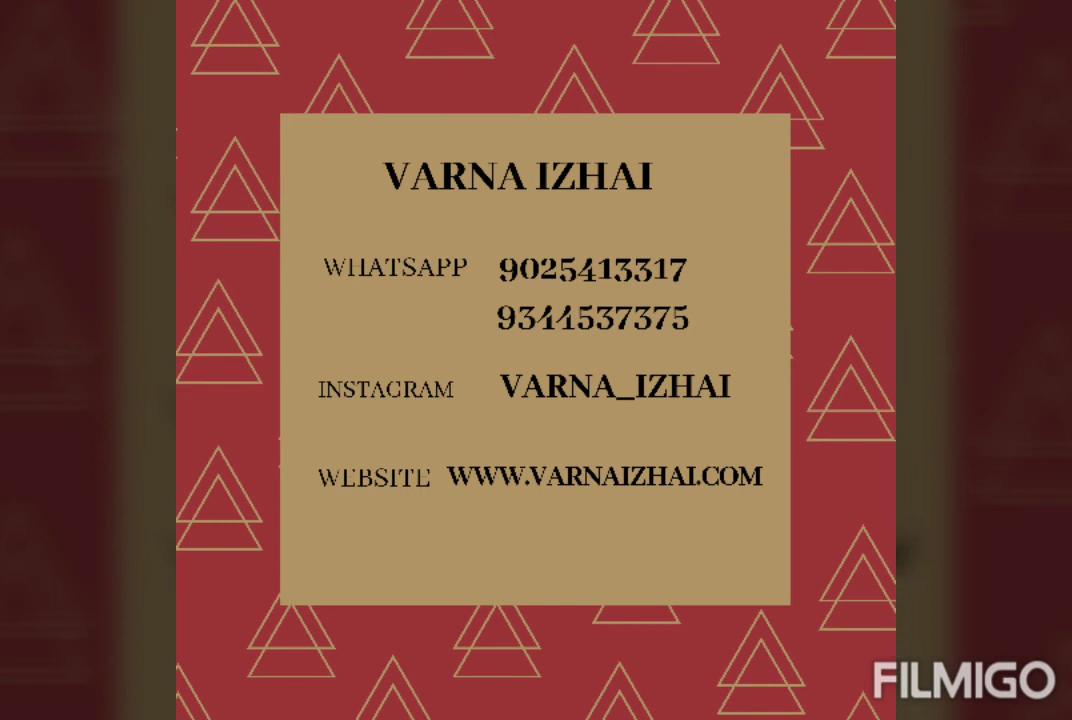 VARNA IZHAI
WHATSAPP 9025413317
9344537375
INSTAGRAM VARNA_IZHAI
WEBSITE WWW.VARNAIZHAI.COM
FILMIGO